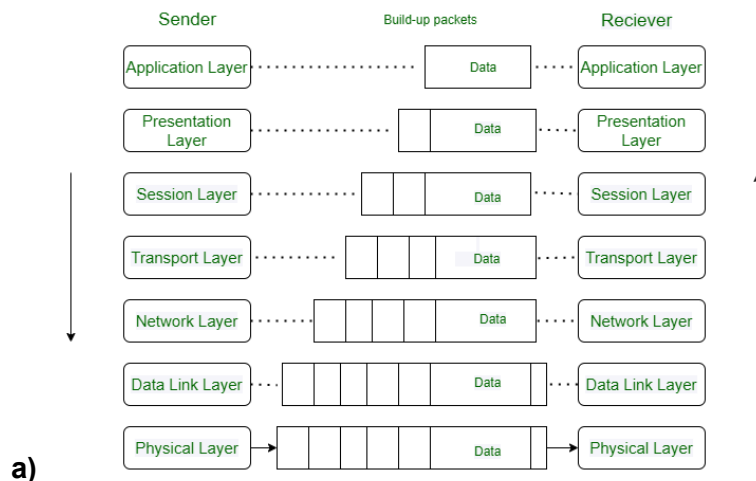 Sender Build-up packets Reciever
Application Layer Data Application Layer
Presentation Layer Data Presentation Layer
Session Layer Data Session Layer
Transport Layer Data Transport Layer
Network Layer Data Network Layer
Data Link Layer Data Data Link Layer
Physical Layer Data Physical Layer
a)